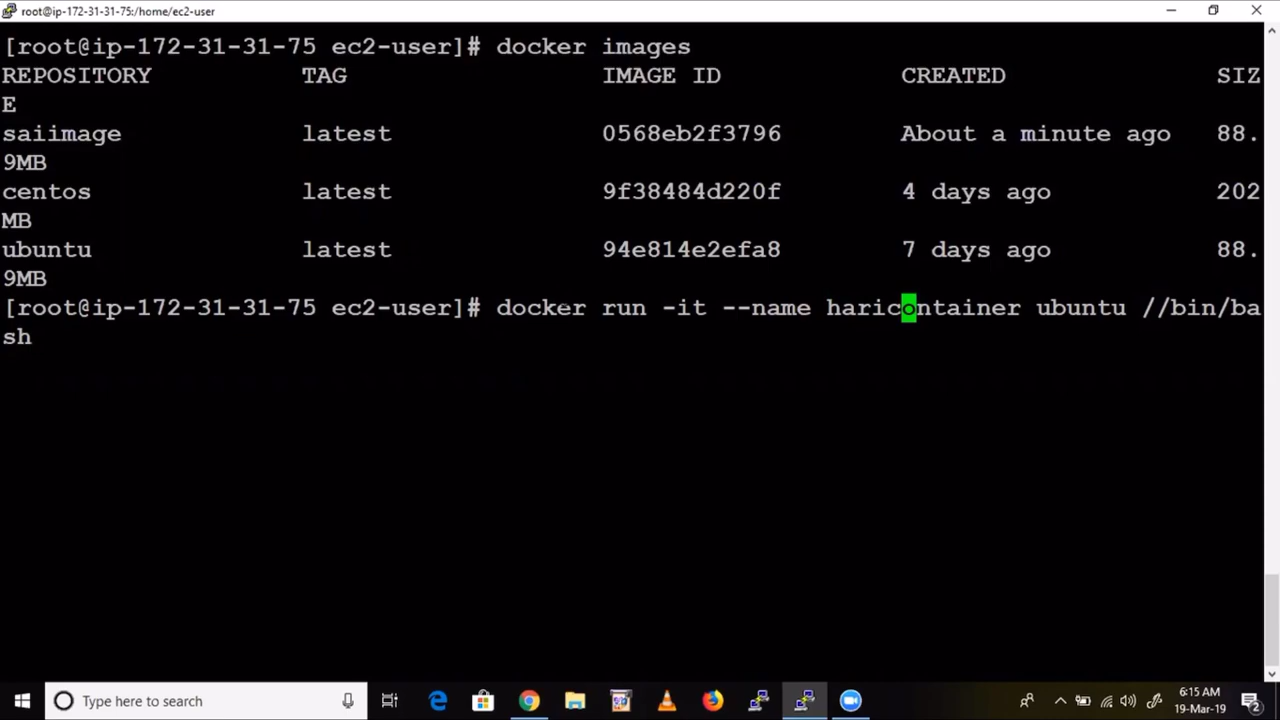 root@ip-172-31-31-75:/home/ec2-user
[root@ip-172-31-31-75 ec2-user]# docker images
REPOSITORY TAG IMAGE ID CREATED SIZ
E
saiimage latest 0568eb2f3796 About a minute ago 88.
9MB
centos latest 9f38484d220f 4 days ago 202
MB
ubuntu latest 94e814e2efa8 7 days ago 88.
9MB
[root@ip-172-31-31-75 ec2-user]# docker run -it --name haricontainer ubuntu //bin/ba
sh
Type here to search
6:15 AM
19-Mar-19
2